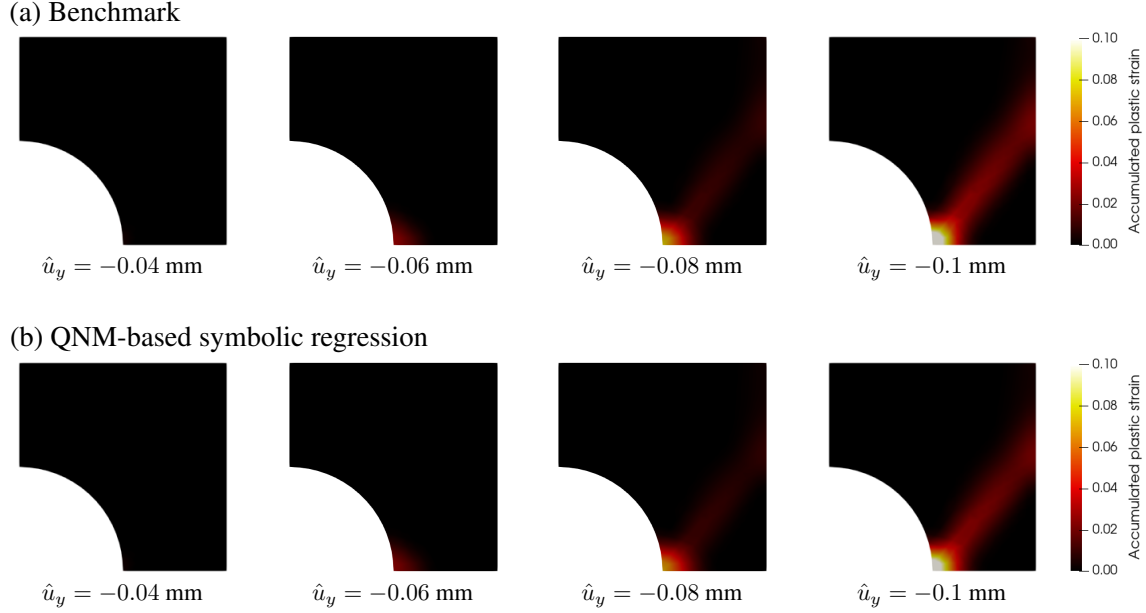 (a) Benchmark
0.10
0.08
0.06
0.04
0.02
0.00
Accumulated plastic strain
û_y = −0.04 mm
û_y = −0.06 mm
û_y = −0.08 mm
û_y = −0.1 mm
(b) QNM-based symbolic regression
0.10
0.08
0.06
0.04
0.02
0.00
Accumulated plastic strain
û_y = −0.04 mm
û_y = −0.06 mm
û_y = −0.08 mm
û_y = −0.1 mm